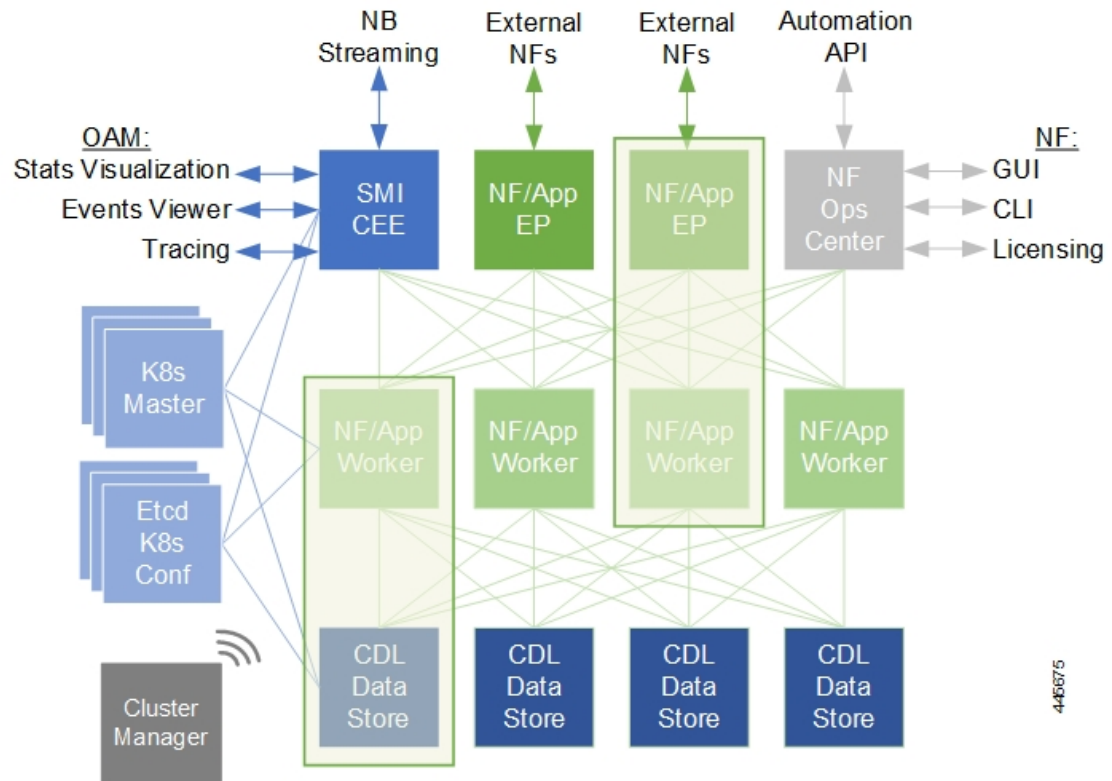 NB
Streaming
External
NFs
External
NFs
Automation
API
OAM:
Stats Visualization
Events Viewer
Tracing
SMI
CEE
NF/App
EP
NF/App
EP
NF
Ops
Center
NF:
GUI
CLI
Licensing
K8s
Master
NF/App
Worker
NF/App
Worker
NF/App
Worker
NF/App
Worker
Etcd
K8s
Conf
Cluster
Manager
CDL
Data
Store
CDL
Data
Store
CDL
Data
Store
CDL
Data
Store
445675